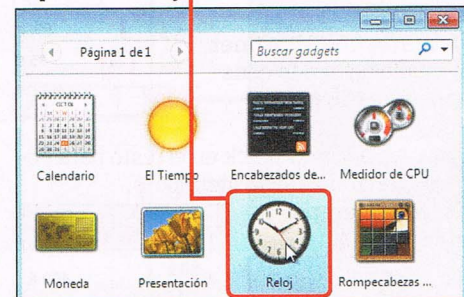 Página 1 de 1
Buscar gadgets
Calendario
El Tiempo
Encabezados de...
Medidor de CPU
Moneda
Presentación
Reloj
Rompecabezas ...